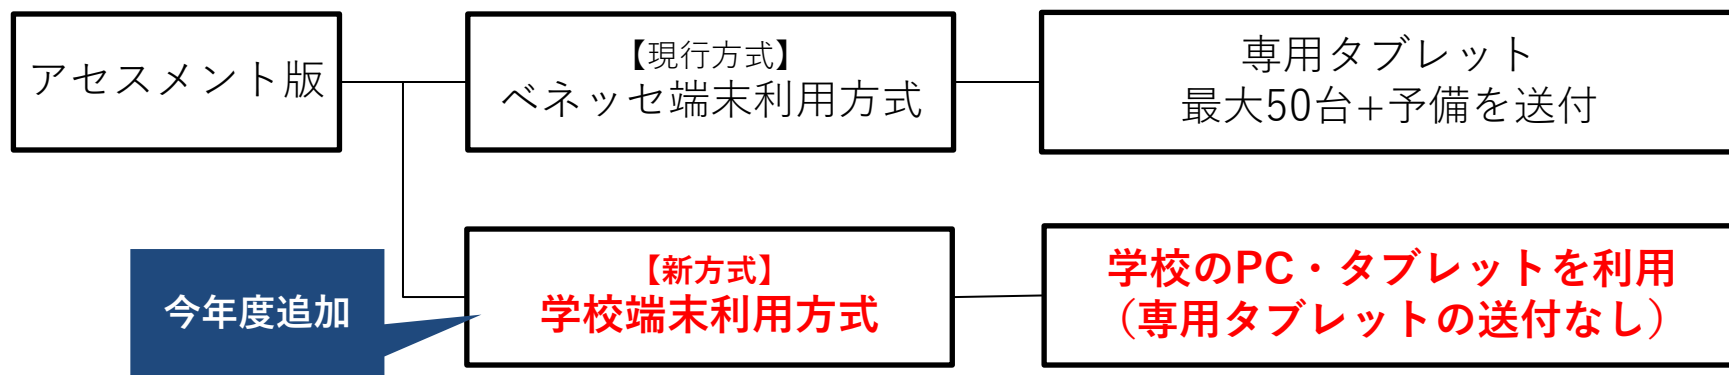 アセスメント版
【現行方式】
ベネッセ端末利用方式
専用タブレット
最大50台+予備を送付
今年度追加
【新方式】
学校端末利用方式
学校のPC・タブレットを利用
（専用タブレットの送付なし）